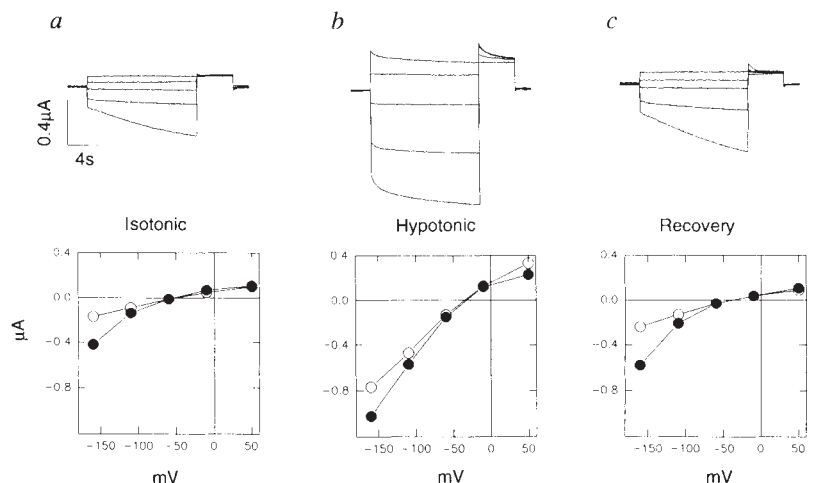 a b c
0.4µA
4s
Isotonic Hypotonic Recovery
0.4 0.4 0.4
0.0 0.0 0.0
µA
−0.4 −0.4 −0.4
−0.8 −0.8 −0.8
−150 −100 −50 0 50 −150 −100 −50 0 50 −150 −100 −50 0 50
mV mV mV